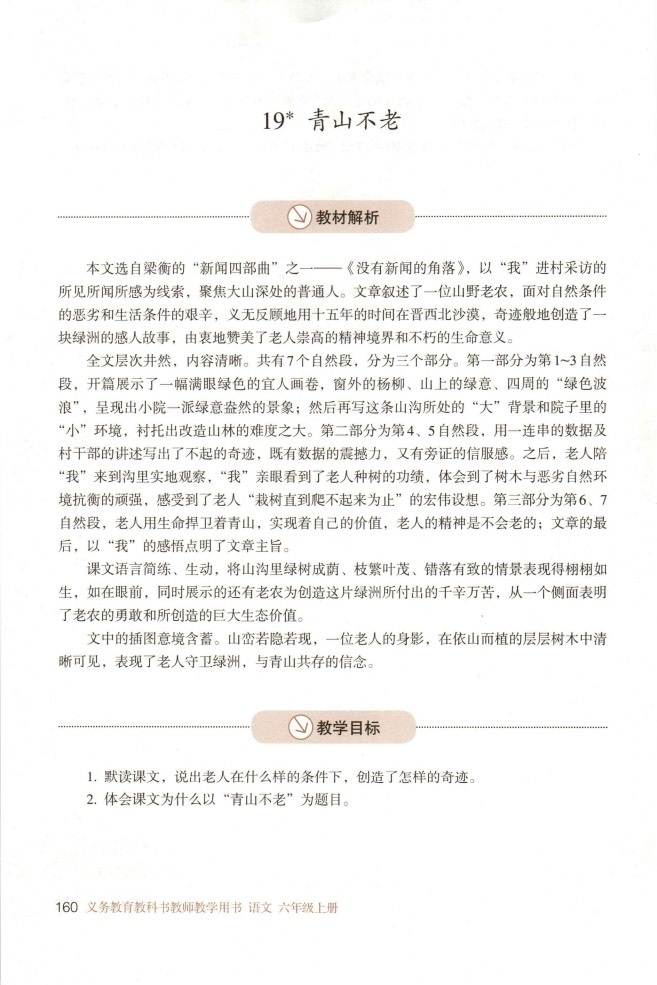 19* 青山不老
教材解析
本文选自梁衡的“新闻四部曲”之一——《没有新闻的角落》，以“我”进村采访的
所见所闻所感为线索，聚焦大山深处的普通人。文章叙述了一位山野老农，面对自然条件
的恶劣和生活条件的艰辛，义无反顾地用十五年的时间在晋西北沙漠，奇迹般地创造了一
块绿洲的感人故事，由衷地赞美了老人崇高的精神境界和不朽的生命意义。
全文层次井然，内容清晰。共有7个自然段，分为三个部分。第一部分为第1~3自然
段，开篇展示了一幅满眼绿色的宜人画卷，窗外的杨柳、山上的绿意、四周的“绿色波
浪”，呈现出小院一派绿意盎然的景象；然后再写这条山沟所处的“大”背景和院子里的
“小”环境，衬托出改造山林的难度之大。第二部分为第4、5自然段，用一连串的数据及
村干部的讲述写出了不起的奇迹，既有数据的震撼力，又有旁证的信服感。之后，老人陪
“我”来到沟里实地观察，“我”亲眼看到了老人种树的功绩，体会到了树木与恶劣自然环
境抗衡的顽强，感受到了老人“栽树直到爬不起来为止”的宏伟设想。第三部分为第6、7
自然段，老人用生命捍卫着青山，实现着自己的价值，老人的精神是不会老的；文章的最
后，以“我”的感悟点明了文章主旨。
课文语言简练、生动，将山沟里绿树成荫、枝繁叶茂、错落有致的情景表现得栩栩如
生，如在眼前，同时展示的还有老农为创造这片绿洲所付出的千辛万苦，从一个侧面表明
了老农的勇敢和所创造的巨大生态价值。
文中的插图意境含蓄。山峦若隐若现，一位老人的身影，在依山而植的层层树木中清
晰可见，表现了老人守卫绿洲，与青山共存的信念。
教学目标
1. 默读课文，说出老人在什么样的条件下，创造了怎样的奇迹。
2. 体会课文为什么以“青山不老”为题目。
160 义务教育教科书教师教学用书 语文 六年级上册